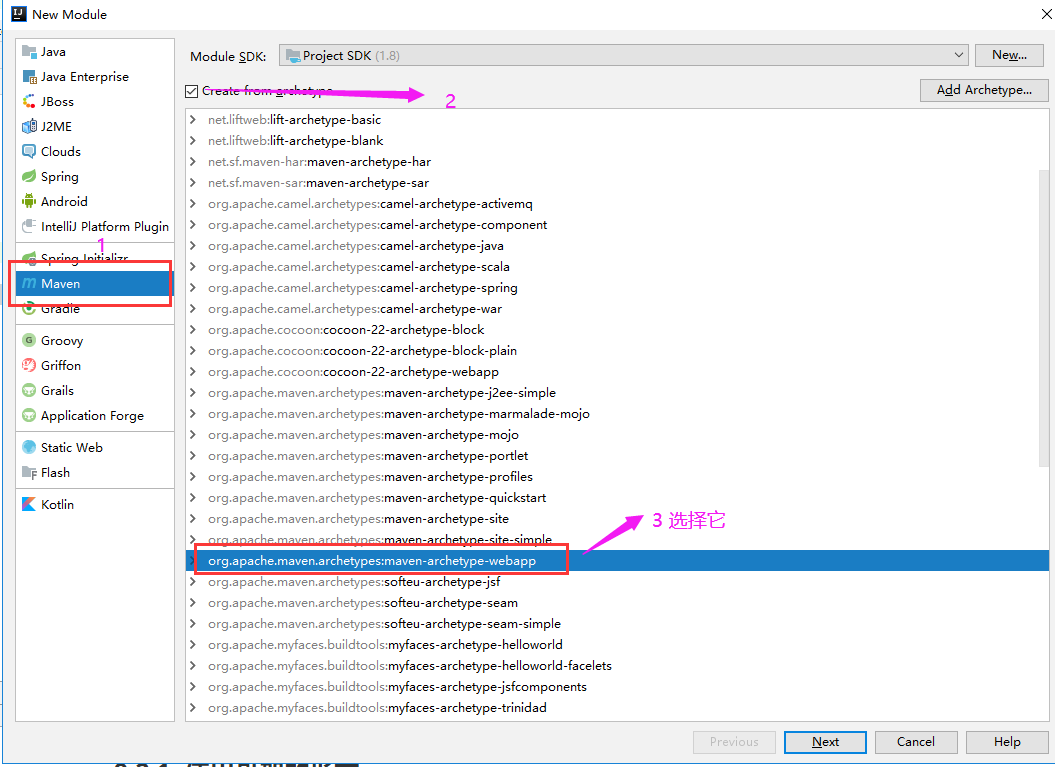 New Module
Java
Java Enterprise
JBoss
J2ME
Clouds
Spring
Android
IntelliJ Platform Plugin
1
Spring Initializr
Maven
Gradle
Groovy
Griffon
Grails
Application Forge
Static Web
Flash
Kotlin
Module SDK: Project SDK (1.8) New...
Create from archetype 2 Add Archetype...
net.liftweb:lift-archetype-basic
net.liftweb:lift-archetype-blank
net.sf.maven-har:maven-archetype-har
net.sf.maven-sar:maven-archetype-sar
org.apache.camel.archetypes:camel-archetype-activemq
org.apache.camel.archetypes:camel-archetype-component
org.apache.camel.archetypes:camel-archetype-java
org.apache.camel.archetypes:camel-archetype-scala
org.apache.camel.archetypes:camel-archetype-spring
org.apache.camel.archetypes:camel-archetype-war
org.apache.cocoon:cocoon-22-archetype-block
org.apache.cocoon:cocoon-22-archetype-block-plain
org.apache.cocoon:cocoon-22-archetype-webapp
org.apache.maven.archetypes:maven-archetype-j2ee-simple
org.apache.maven.archetypes:maven-archetype-marmalade-mojo
org.apache.maven.archetypes:maven-archetype-mojo
org.apache.maven.archetypes:maven-archetype-portlet
org.apache.maven.archetypes:maven-archetype-profiles
org.apache.maven.archetypes:maven-archetype-quickstart
org.apache.maven.archetypes:maven-archetype-site
org.apache.maven.archetypes:maven-archetype-site-simple
org.apache.maven.archetypes:maven-archetype-webapp
3 选择它
org.apache.maven.archetypes:softeu-archetype-jsf
org.apache.maven.archetypes:softeu-archetype-seam
org.apache.maven.archetypes:softeu-archetype-seam-simple
org.apache.myfaces.buildtools:myfaces-archetype-helloworld
org.apache.myfaces.buildtools:myfaces-archetype-helloworld-facelets
org.apache.myfaces.buildtools:myfaces-archetype-jsfcomponents
org.apache.myfaces.buildtools:myfaces-archetype-trinidad
Previous Next Cancel Help